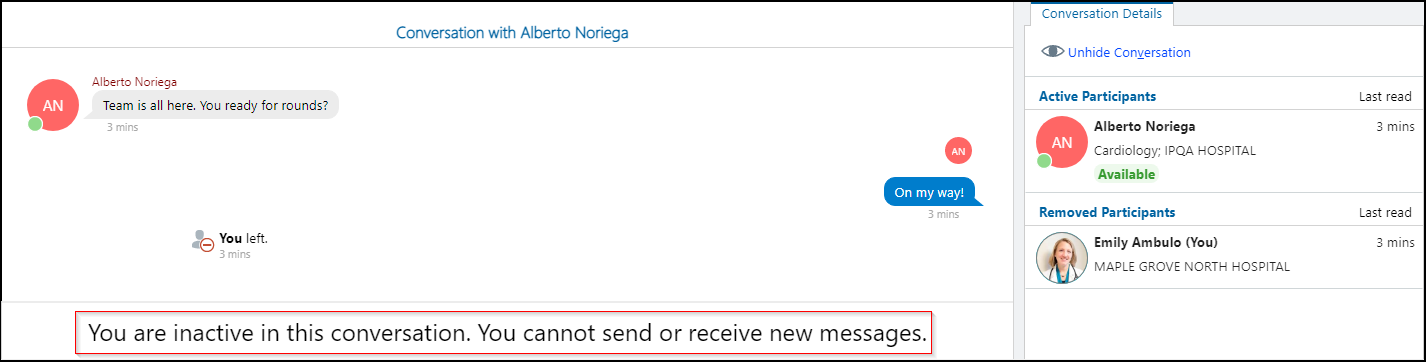 Conversation with Alberto Noriega
Alberto Noriega
AN
Team is all here. You ready for rounds?
3 mins
AN
On my way!
3 mins
You left.
3 mins
You are inactive in this conversation. You cannot send or receive new messages.
Conversation Details
Unhide Conversation
Active Participants Last read
AN
Alberto Noriega 3 mins
Cardiology; IPQA HOSPITAL
Available
Removed Participants Last read
Emily Ambulo (You) 3 mins
MAPLE GROVE NORTH HOSPITAL